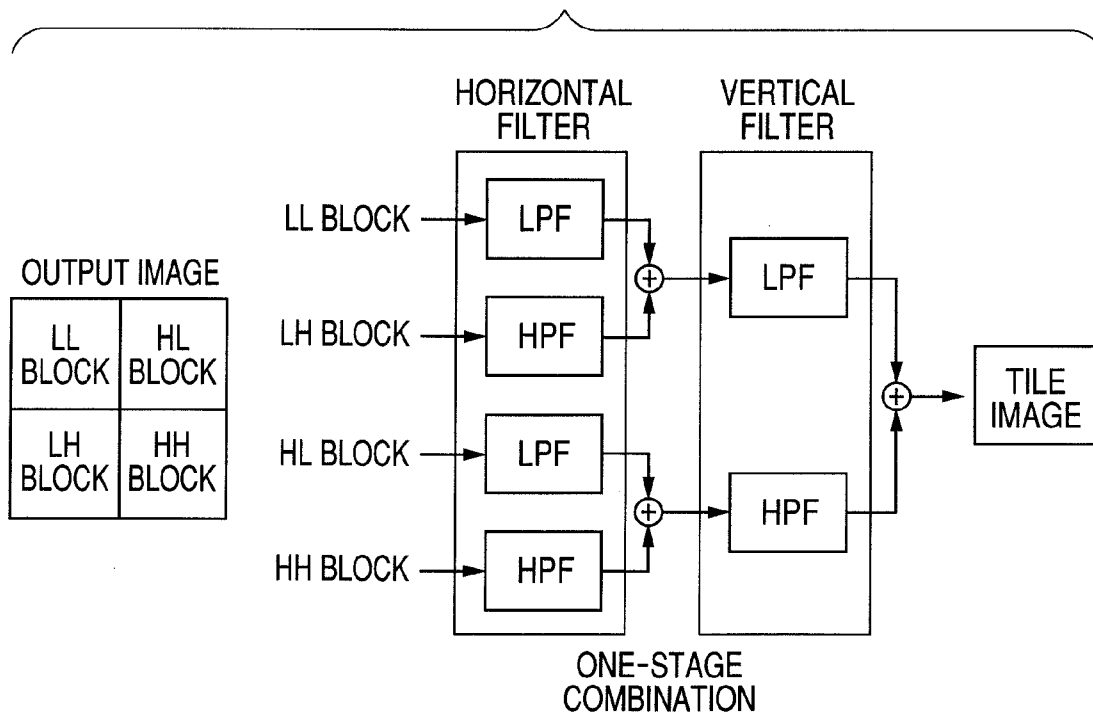 HORIZONTAL
FILTER
VERTICAL
FILTER
LL BLOCK
LPF
LH BLOCK
HPF
HL BLOCK
LPF
HH BLOCK
HPF
LPF
HPF
OUTPUT IMAGE
LL
BLOCK
HL
BLOCK
LH
BLOCK
HH
BLOCK
TILE
IMAGE
ONE-STAGE
COMBINATION